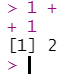 > 1 +
+ 1
[1] 2
>